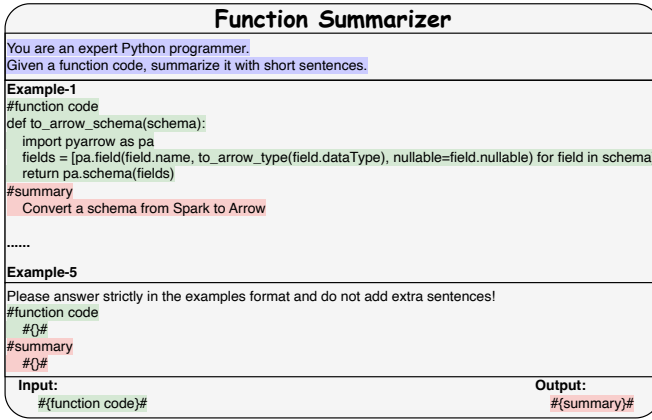 Function Summarizer
You are an expert Python programmer.
Given a function code, summarize it with short sentences.
Example-1
#function code
def to_arrow_schema(schema):
import pyarrow as pa
fields = [pa.field(field.name, to_arrow_type(field.dataType), nullable=field.nullable) for field in schema
return pa.schema(fields)
#summary
Convert a schema from Spark to Arrow
......
Example-5
Please answer strictly in the examples format and do not add extra sentences!
#function code
#{}#
#summary
#{}#
Input: Output:
#{function code}# #{summary}#